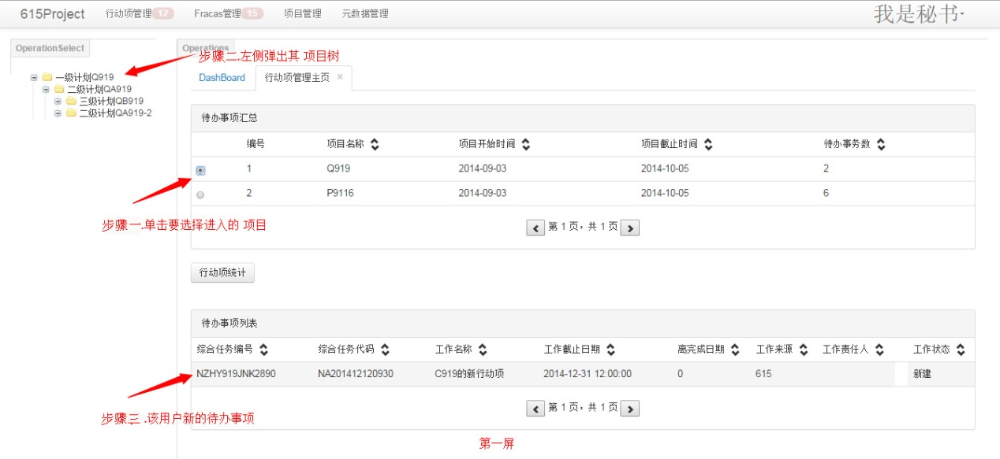 615Project 行动项管理 12 Fracas管理 15 项目管理 元数据管理 我是秘书
OperationSelect
Operations
步骤二.左侧弹出其 项目树
一级计划Q919
二级计划QA919
三级计划QB919
二级计划QA919-2
DashBoard 行动项管理主页 ×
待办事项汇总
编号 项目名称 项目开始时间 项目截止时间 待办事务数
1 Q919 2014-09-03 2014-10-05 2
2 P9116 2014-09-03 2014-10-05 6
步骤一.单击要选择进入的 项目
第 1 页，共 1 页
行动项统计
待办事项列表
综合任务编号 综合任务代码 工作名称 工作截止日期 离完成日期 工作来源 工作责任人 工作状态
NZHY919JNK2890 NA201412120930 C919的新行动项 2014-12-31 12:00:00 0 615 新建
第 1 页，共 1 页
步骤三 .该用户新的待办事项
第一屏